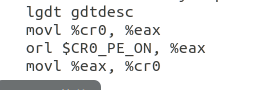 lgdt gdtdesc
movl %cr0, %eax
orl $CR0_PE_ON, %eax
movl %eax, %cr0